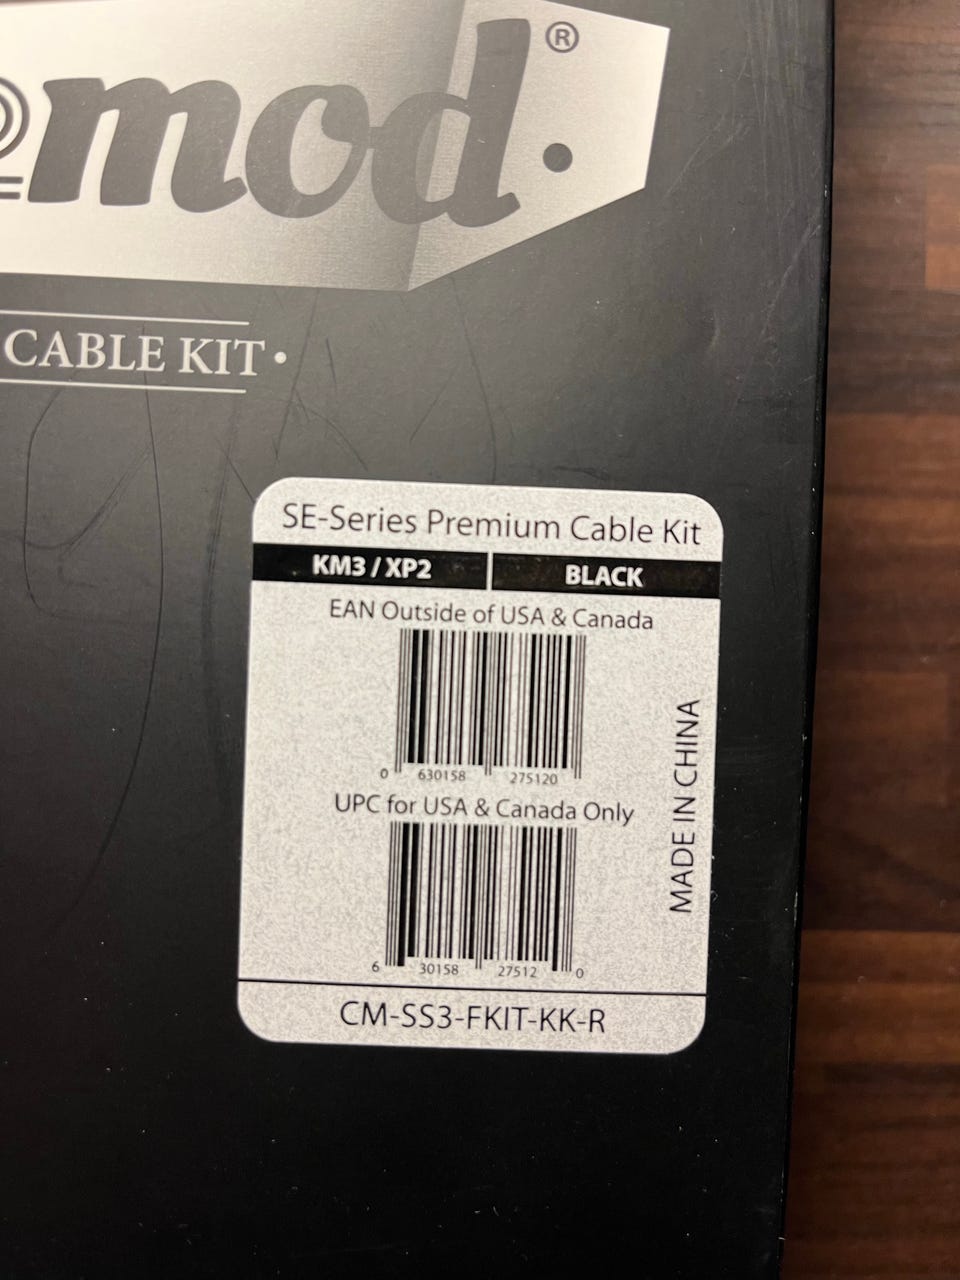 mod®
CABLE KIT•
SE-Series Premium Cable Kit
KM3 / XP2 BLACK
EAN Outside of USA & Canada
0 630158 275120
UPC for USA & Canada Only
6 30158 27512 0
MADE IN CHINA
CM-SS3-FKIT-KK-R